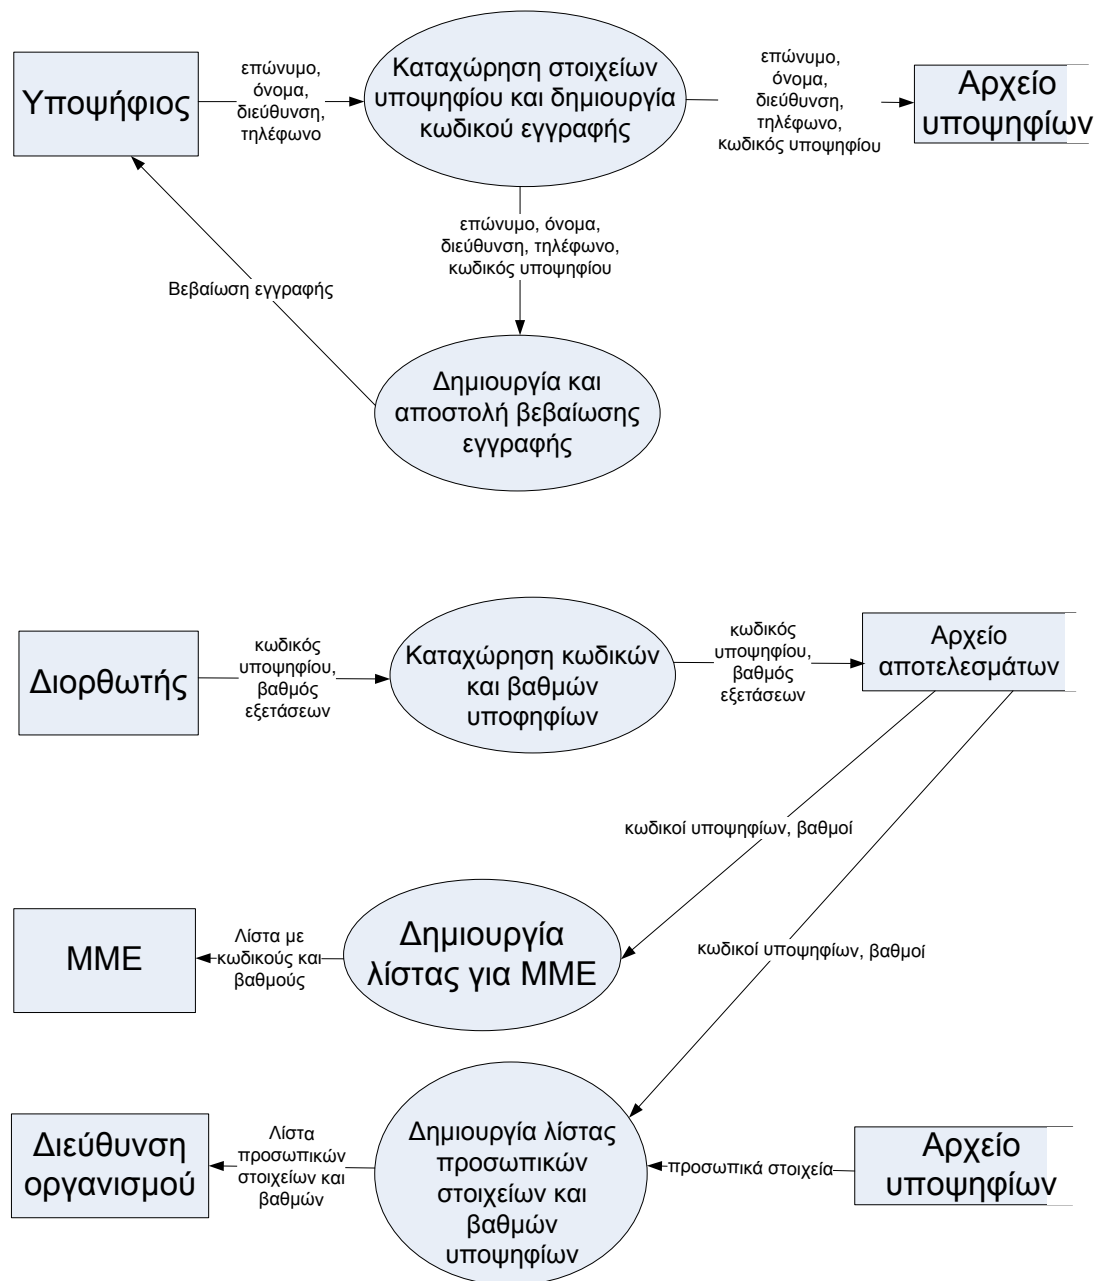 Υποψήφιος
επώνυμο,
όνομα,
διεύθυνση,
τηλέφωνο
Καταχώρηση στοιχείων
υποψηφίου και δημιουργία
κωδικού εγγραφής
επώνυμο,
όνομα,
διεύθυνση,
τηλέφωνο,
κωδικός υποψηφίου
Αρχείο
υποψηφίων
επώνυμο, όνομα,
διεύθυνση, τηλέφωνο,
κωδικός υποψηφίου
Βεβαίωση εγγραφής
Δημιουργία και
αποστολή βεβαίωσης
εγγραφής
Διορθωτής
κωδικός
υποψηφίου,
βαθμός
εξετάσεων
Καταχώρηση κωδικών
και βαθμών
υποφηφίων
κωδικός
υποψηφίου,
βαθμός
εξετάσεων
Αρχείο
αποτελεσμάτων
κωδικοί υποψηφίων, βαθμοί
κωδικοί υποψηφίων, βαθμοί
ΜΜΕ
Λίστα με
κωδικούς και
βαθμούς
Δημιουργία
λίστας για ΜΜΕ
Διεύθυνση
οργανισμού
Λίστα
προσωπικών
στοιχείων και
βαθμών
Δημιουργία λίστας
προσωπικών
στοιχείων και
βαθμών
υποψηφίων
προσωπικά στοιχεία
Αρχείο
υποψηφίων